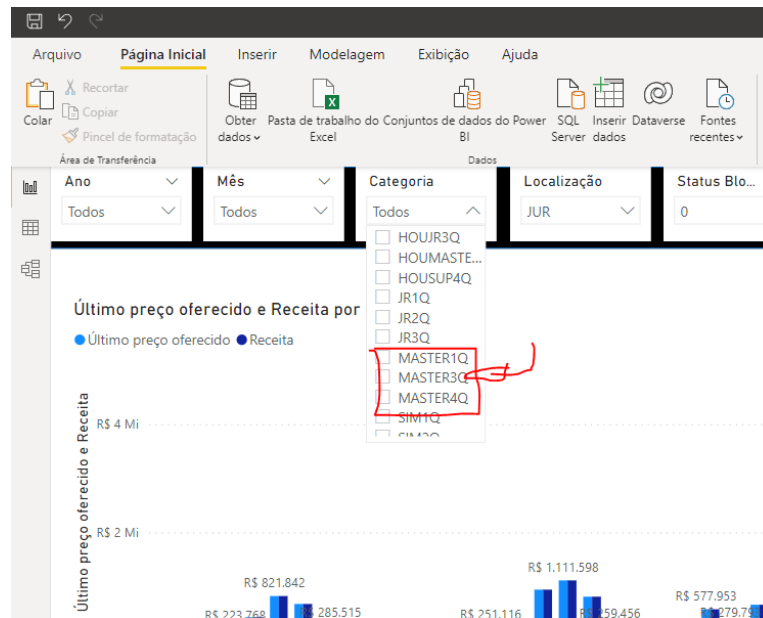 Arquivo Página Inicial Inserir Modelagem Exibição Ajuda
Colar
Recortar
Copiar
Pincel de formatação
Área de Transferência
Obter dados
Pasta de trabalho do Excel
Conjuntos de dados do Power BI
SQL Server
Inserir dados
Dataverse
Fontes recentes
Dados
Ano Mês Categoria Localização Status Blo...
Todos Todos Todos JUR 0
HOUJR3Q
HOUMASTE...
HOUSUP4Q
JR1Q
JR2Q
JR3Q
MASTER1Q
MASTER3Q
MASTER4Q
SIM1Q
Último preço oferecido e Receita por
Último preço oferecido Receita
Último preço oferecido e Receita
R$ 4 Mi
R$ 2 Mi
R$ 1.111.598
R$ 821.842
R$ 577.953
R$ 223.768 285.515 R$ 251.116 259.456